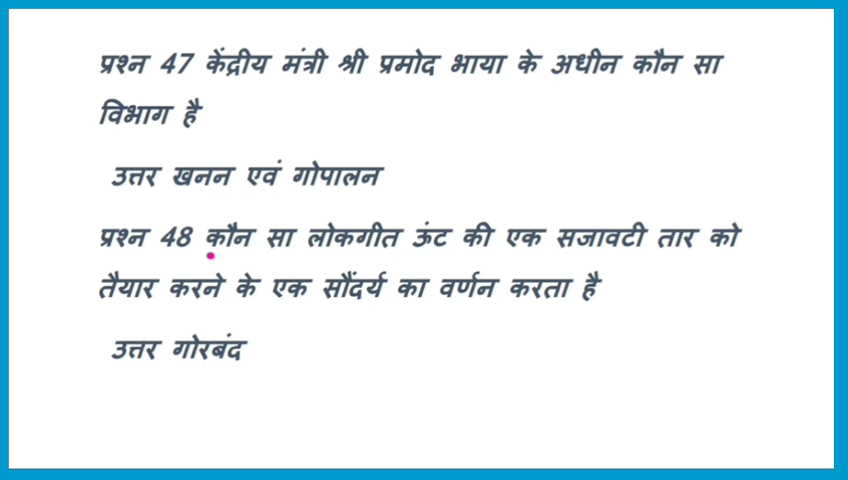 प्रश्न 47 केंद्रीय मंत्री श्री प्रमोद भाया के अधीन कौन सा
विभाग है
उत्तर खनन एवं गोपालन
प्रश्न 48 कौन सा लोकगीत ऊंट की एक सजावटी तार को
तैयार करने के एक सौंदर्य का वर्णन करता है
उत्तर गोरबंद